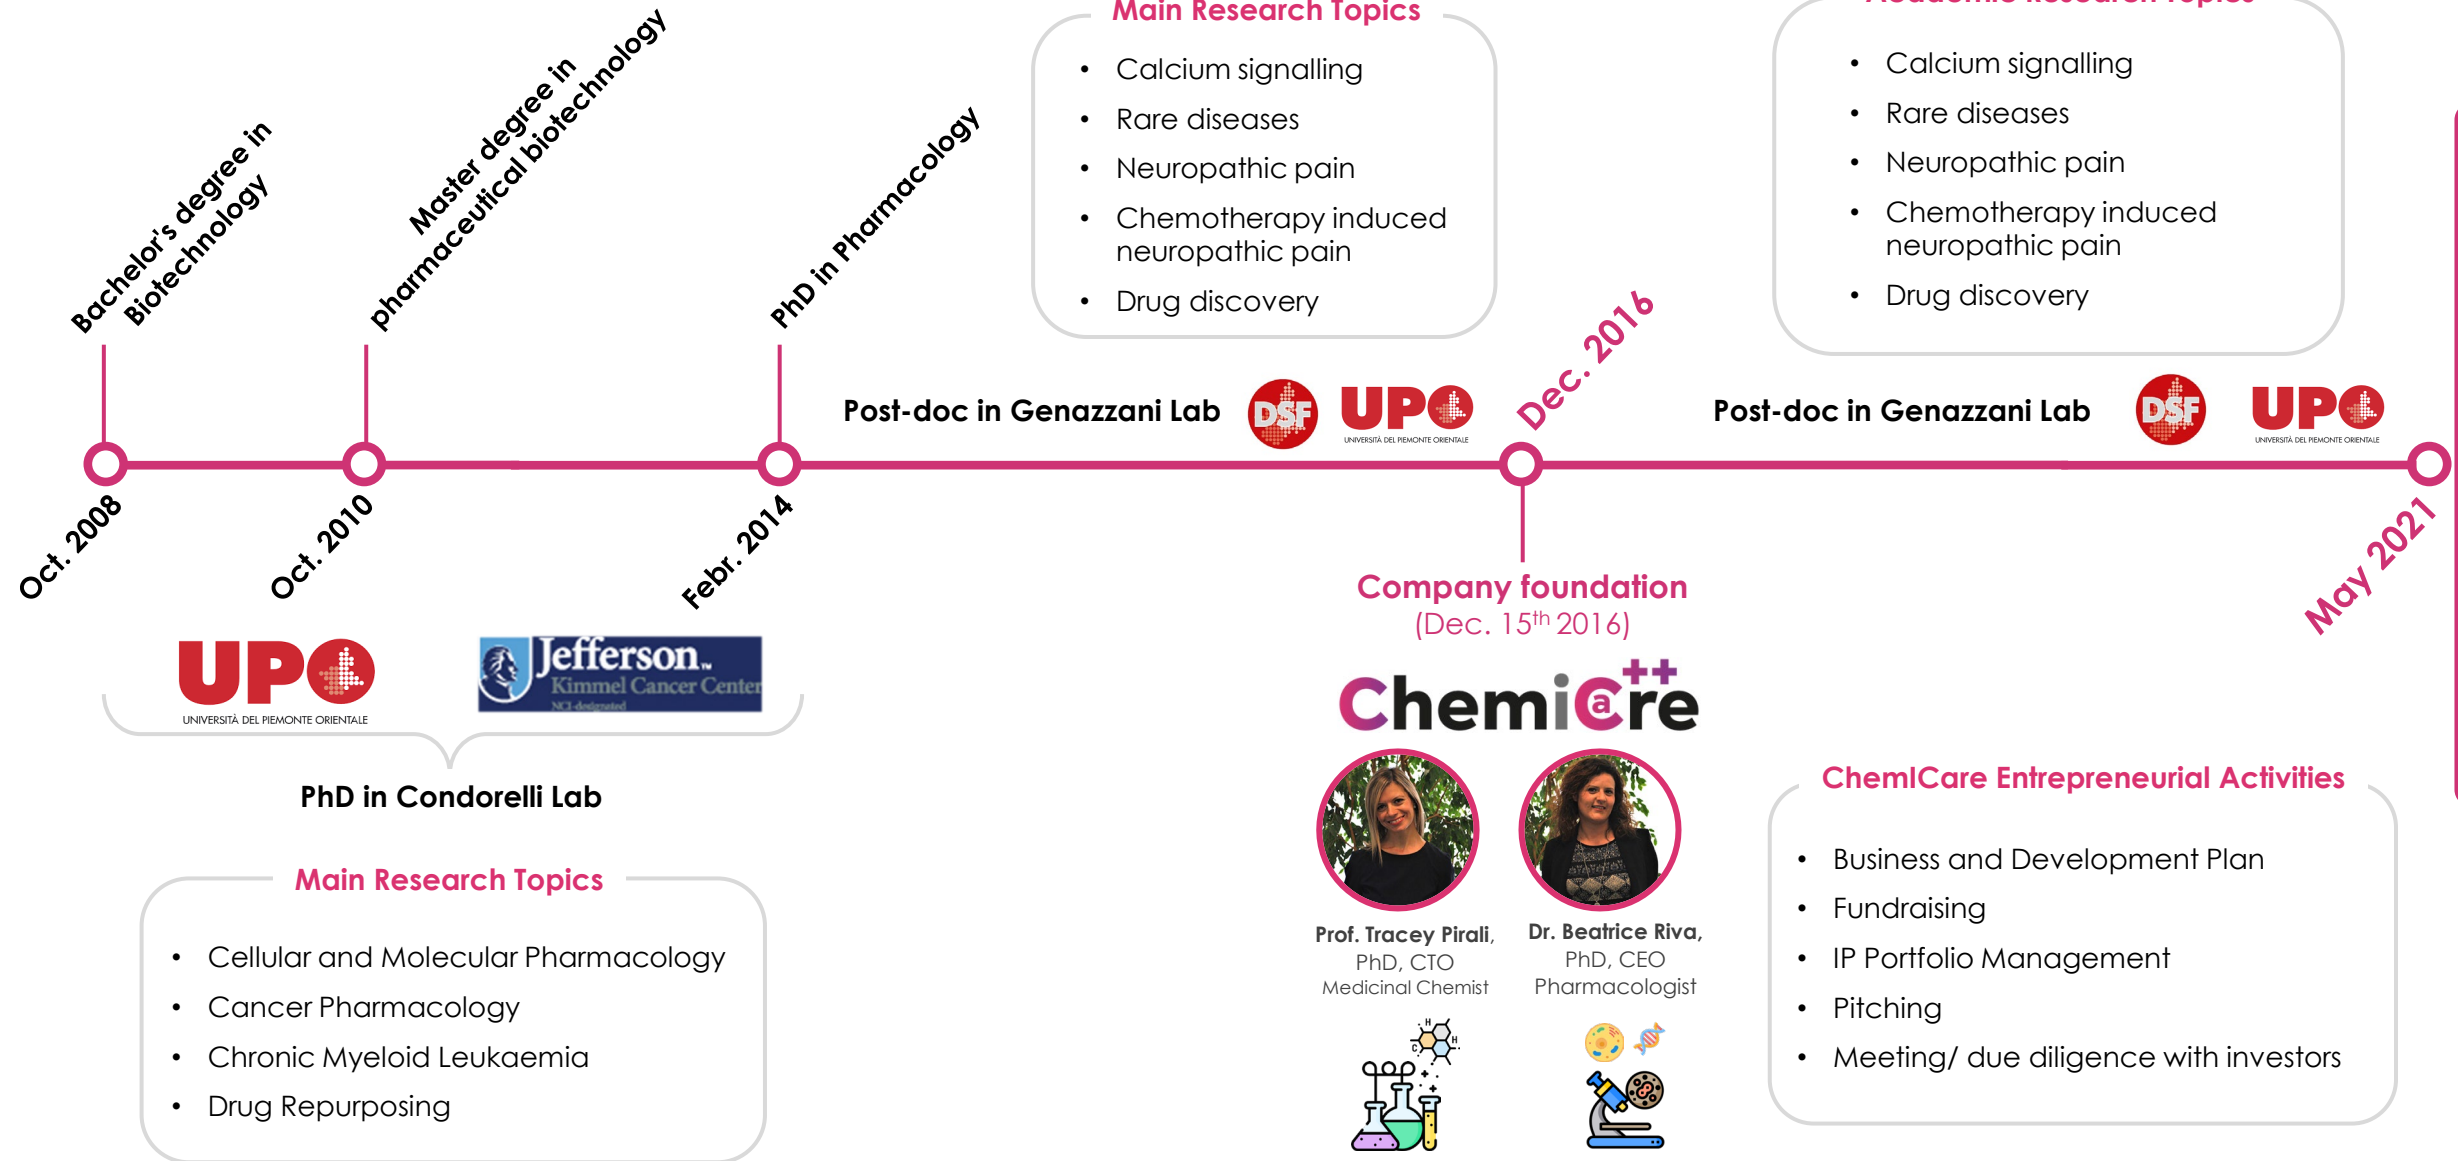 Main Research Topics
• Calcium signalling
• Rare diseases
• Neuropathic pain
• Chemotherapy induced
neuropathic pain
• Drug discovery
Academic Research Topics
• Calcium signalling
• Rare diseases
• Neuropathic pain
• Chemotherapy induced
neuropathic pain
• Drug discovery
Bachelor's degree in
Biotechnology
Master degree in
pharmaceutical biotechnology
PhD in Pharmacology
Post-doc in Genazzani Lab
DSF
UPO
UNIVERSITÀ DEL PIEMONTE ORIENTALE
Dec. 2016
Post-doc in Genazzani Lab
DSF
UPO
UNIVERSITÀ DEL PIEMONTE ORIENTALE
Oct. 2008
Oct. 2010
Febr. 2014
May 2021
Company foundation
(Dec. 15th 2016)
UPO
UNIVERSITÀ DEL PIEMONTE ORIENTALE
Jefferson™
Kimmel Cancer Center
NCI-designated
PhD in Condorelli Lab
Main Research Topics
• Cellular and Molecular Pharmacology
• Cancer Pharmacology
• Chronic Myeloid Leukaemia
• Drug Repurposing
ChemiCare++
Prof. Tracey Pirali,
PhD, CTO
Medicinal Chemist
Dr. Beatrice Riva,
PhD, CEO
Pharmacologist
H
C
H
ChemICare Entrepreneurial Activities
• Business and Development Plan
• Fundraising
• IP Portfolio Management
• Pitching
• Meeting/ due diligence with investors